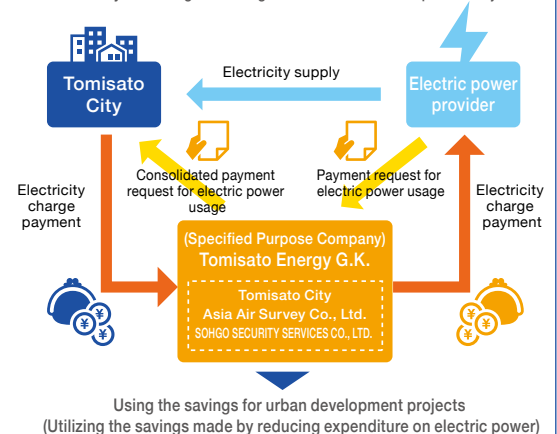 Tomisato
City
Electricity supply
Electric power
provider
Consolidated payment
request for electric power
usage
Payment request for
electric power usage
Electricity
charge
payment
Electricity
charge
payment
(Specified Purpose Company)
Tomisato Energy G.K.
Tomisato City
Asia Air Survey Co., Ltd.
SOHGO SECURITY SERVICES CO., LTD.
¥
¥
¥
¥
¥
¥
Using the savings for urban development projects
(Utilizing the savings made by reducing expenditure on electric power)